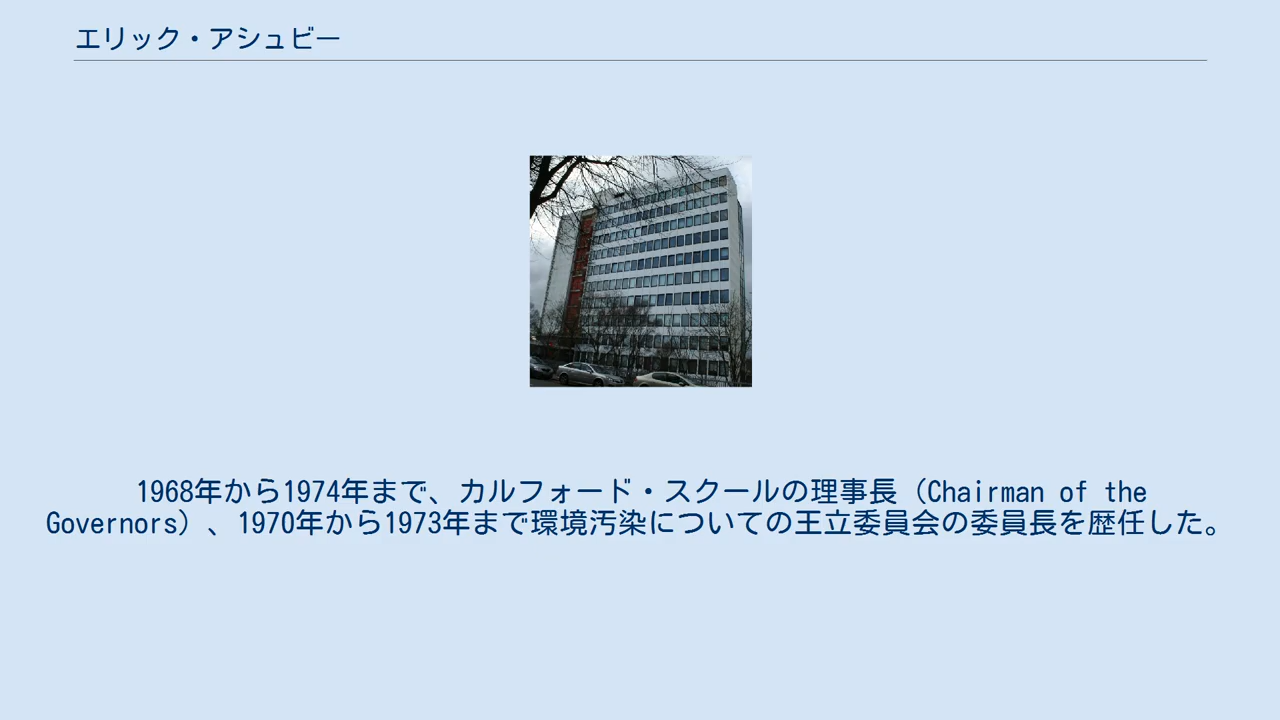 エリック・アシュビー
1968年から1974年まで、カルフォード・スクールの理事長（Chairman of the
Governors）、1970年から1973年まで環境汚染についての王立委員会の委員長を歴任した。